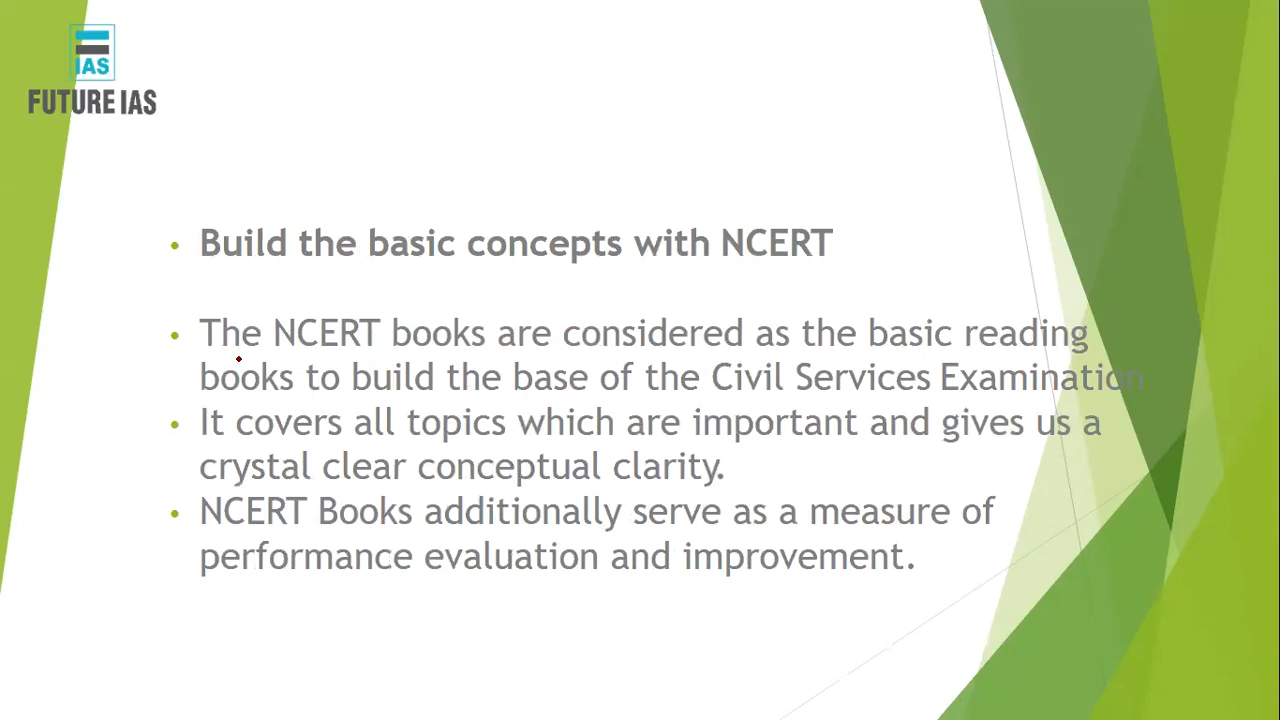 IAS
FUTURE IAS
• Build the basic concepts with NCERT
• The NCERT books are considered as the basic reading
books to build the base of the Civil Services Examination
• It covers all topics which are important and gives us a
crystal clear conceptual clarity.
• NCERT Books additionally serve as a measure of
performance evaluation and improvement.